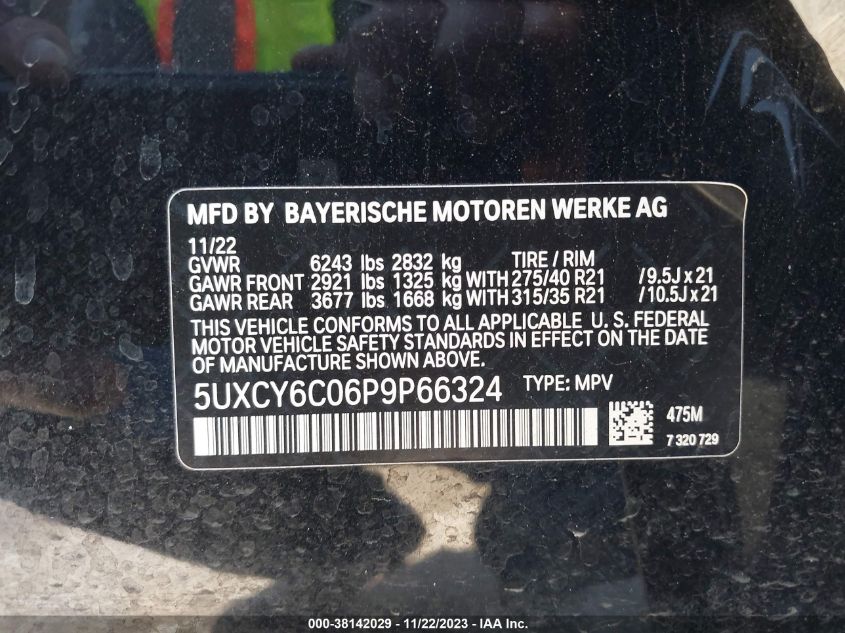 MFD BY BAYERISCHE MOTOREN WERKE AG
11/22
GVWR 6243 lbs 2832 kg TIRE / RIM
GAWR FRONT 2921 lbs 1325 kg WITH 275/40 R21 /9.5J x 21
GAWR REAR 3677 lbs 1668 kg WITH 315/35 R21 /10.5J x 21
THIS VEHICLE CONFORMS TO ALL APPLICABLE U. S. FEDERAL
MOTOR VEHICLE SAFETY STANDARDS IN EFFECT ON THE DATE
OF MANUFACTURE SHOWN ABOVE.
5UXCY6C06P9P66324 TYPE: MPV
475M
7 320 729
000-38142029 - 11/22/2023 - IAA Inc.